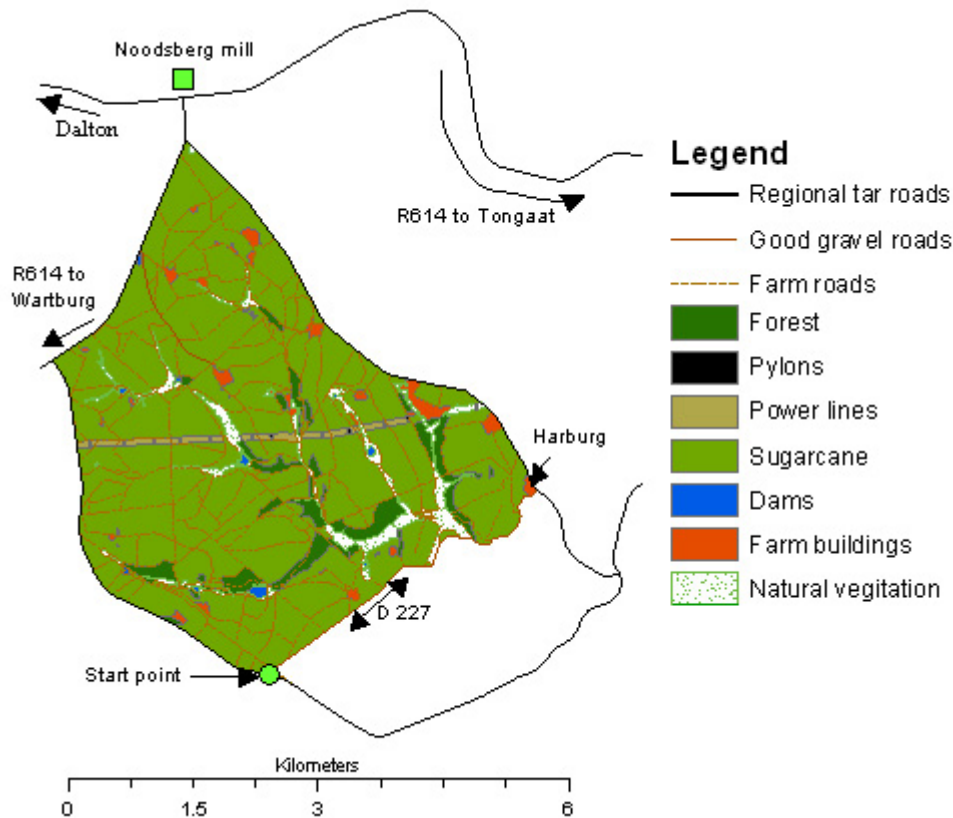 Noodsberg mill
Dalton
R614 to Tongaat
R614 to
Wartburg
Harburg
D 227
Start point
Legend
Regional tar roads
Good gravel roads
Farm roads
Forest
Pylons
Power lines
Sugarcane
Dams
Farm buildings
Natural vegitation
Kilometers
0 1.5 3 6